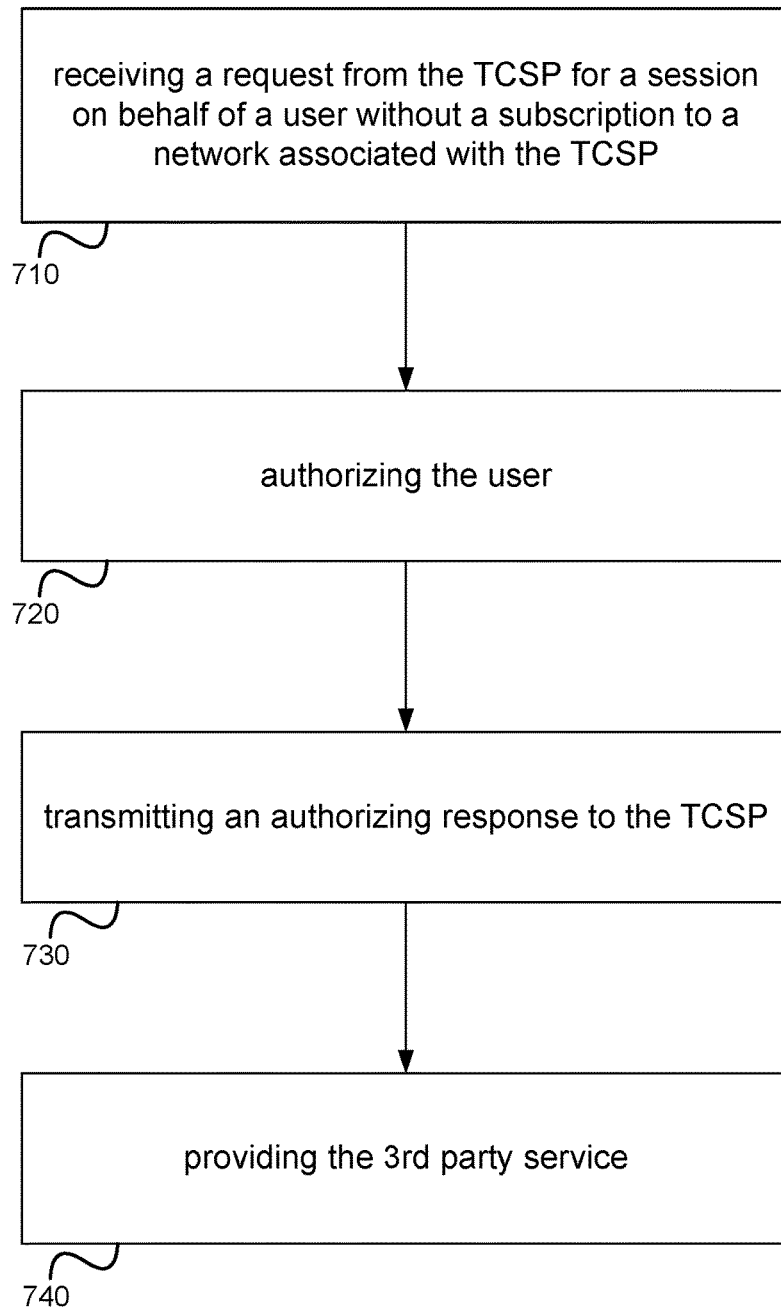 receiving a request from the TCSP for a session
on behalf of a user without a subscription to a
network associated with the TCSP
710
authorizing the user
720
transmitting an authorizing response to the TCSP
730
providing the 3rd party service
740